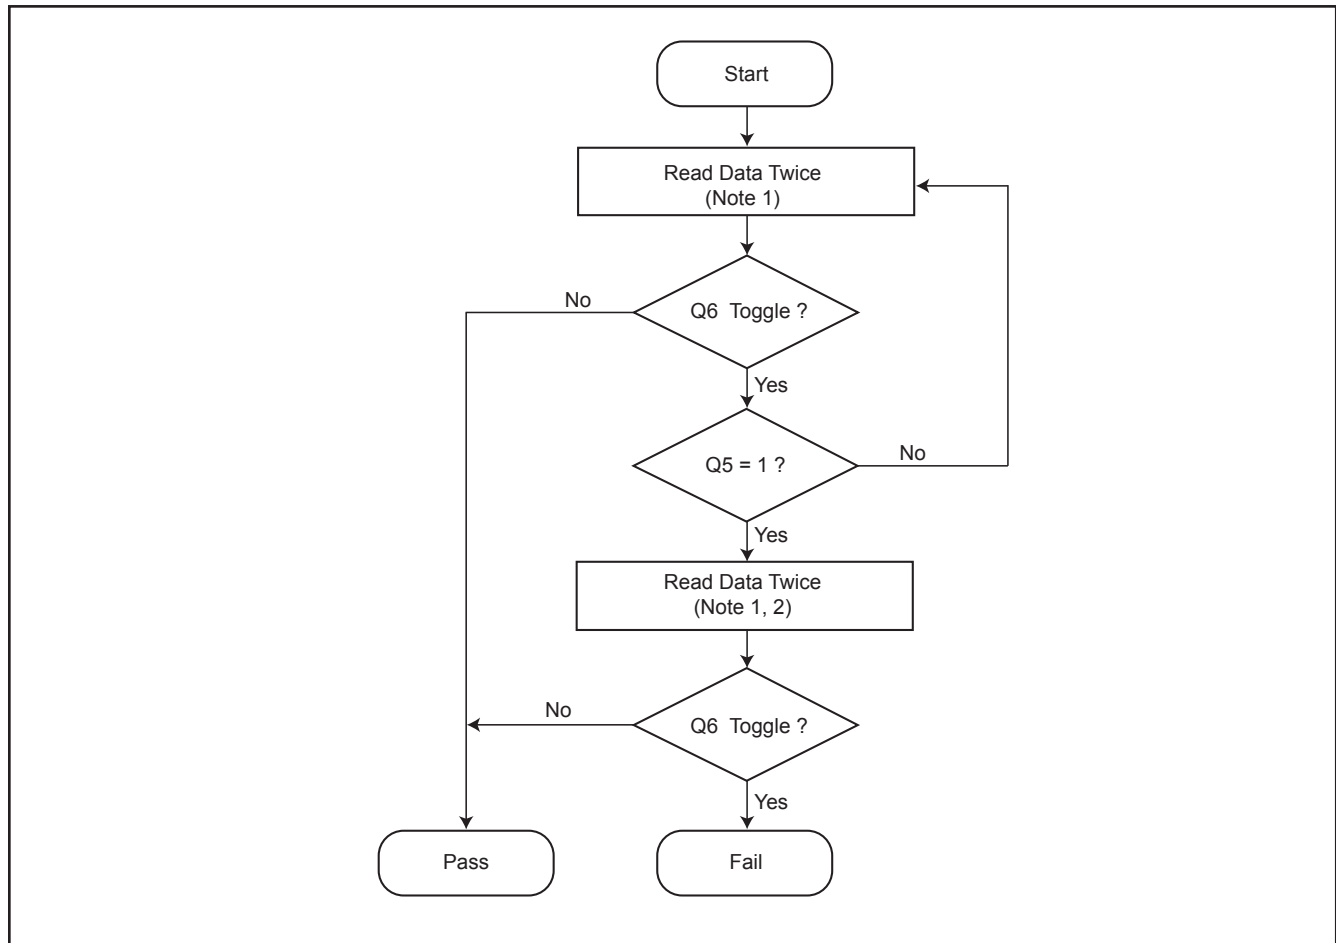 Start
Read Data Twice
(Note 1)
Q6 Toggle ?
No
Yes
Q5 = 1 ?
No
Yes
Read Data Twice
(Note 1, 2)
Q6 Toggle ?
No
Yes
Pass
Fail